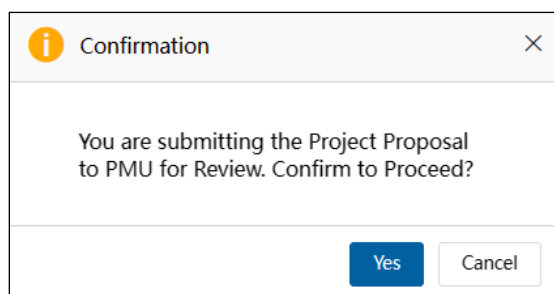 Confirmation
You are submitting the Project Proposal
to PMU for Review. Confirm to Proceed?
Yes
Cancel